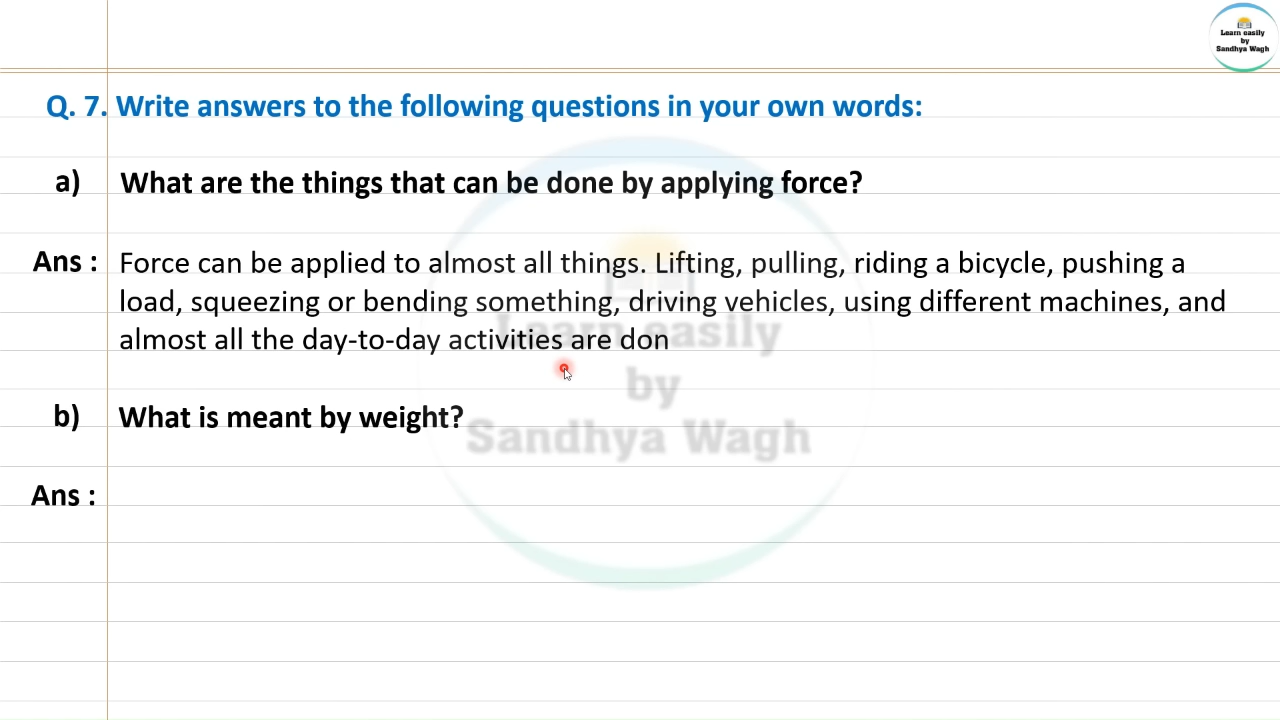 Learn easily
by
Sandhya Wagh
Q. 7. Write answers to the following questions in your own words:
a) What are the things that can be done by applying force?
Ans : Force can be applied to almost all things. Lifting, pulling, riding a bicycle, pushing a
load, squeezing or bending something, driving vehicles, using different machines, and
almost all the day-to-day activities are don
Learn easily
by
Sandhya Wagh
b) What is meant by weight?
Ans :